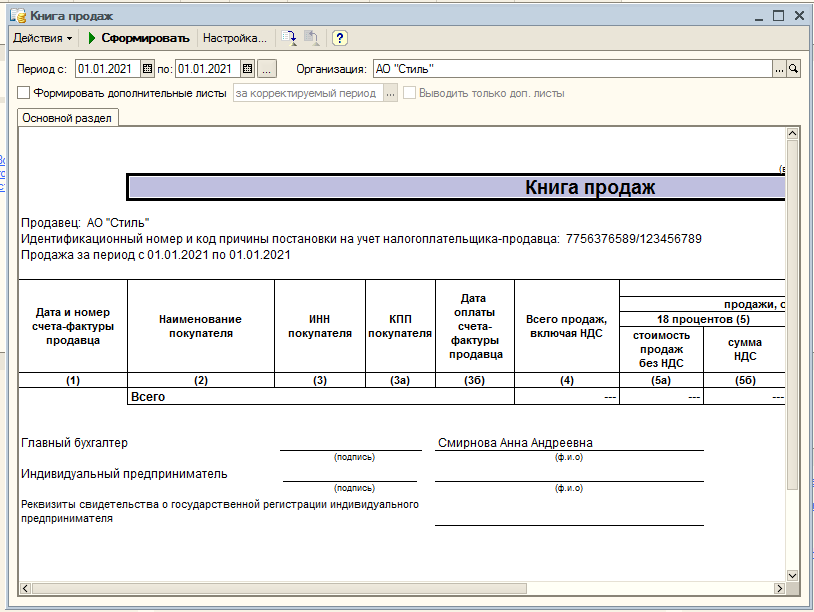 Книга продаж
Действия Сформировать Настройка... ?
Период с: 01.01.2021 по: 01.01.2021 ... Организация: АО "Стиль" ...
Формировать дополнительные листы за корректируемый период ... Выводить только доп. листы
Основной раздел
Книга продаж
Продавец: АО "Стиль"
Идентификационный номер и код причины постановки на учет налогоплательщика-продавца: 7756376589/123456789
Продажа за период с 01.01.2021 по 01.01.2021
Дата и номер
счета-фактуры
продавца
Наименование
покупателя
ИНН
покупателя
КПП
покупателя
Дата
оплаты
счета-
фактуры
продавца
Всего продаж,
включая НДС
продажи, о
18 процентов (5)
стоимость
продаж
без НДС
сумма
НДС
(1) (2) (3) (3а) (3б) (4) (5а) (5б)
Всего --- --- ---
Главный бухгалтер Смирнова Анна Андреевна
(подпись) (ф.и.о)
Индивидуальный предприниматель
(подпись) (ф.и.о)
Реквизиты свидетельства о государственной регистрации индивидуального
предпринимателя